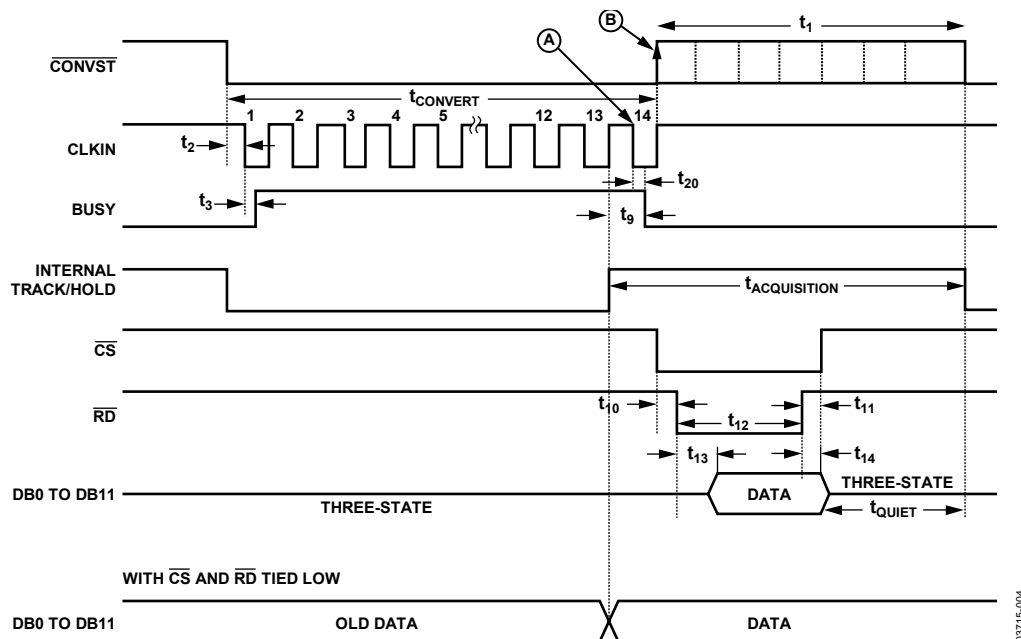 B
t1
A
CONVST
tCONVERT
1 2 3 4 5 12 13 14
t2
CLKIN
t20
t3
BUSY
t9
INTERNAL
TRACK/HOLD
tACQUISITION
CS
t10
t11
RD
t12
t13
t14
DB0 TO DB11
THREE-STATE
DATA
THREE-STATE
tQUIET
WITH CS AND RD TIED LOW
DB0 TO DB11
OLD DATA
DATA